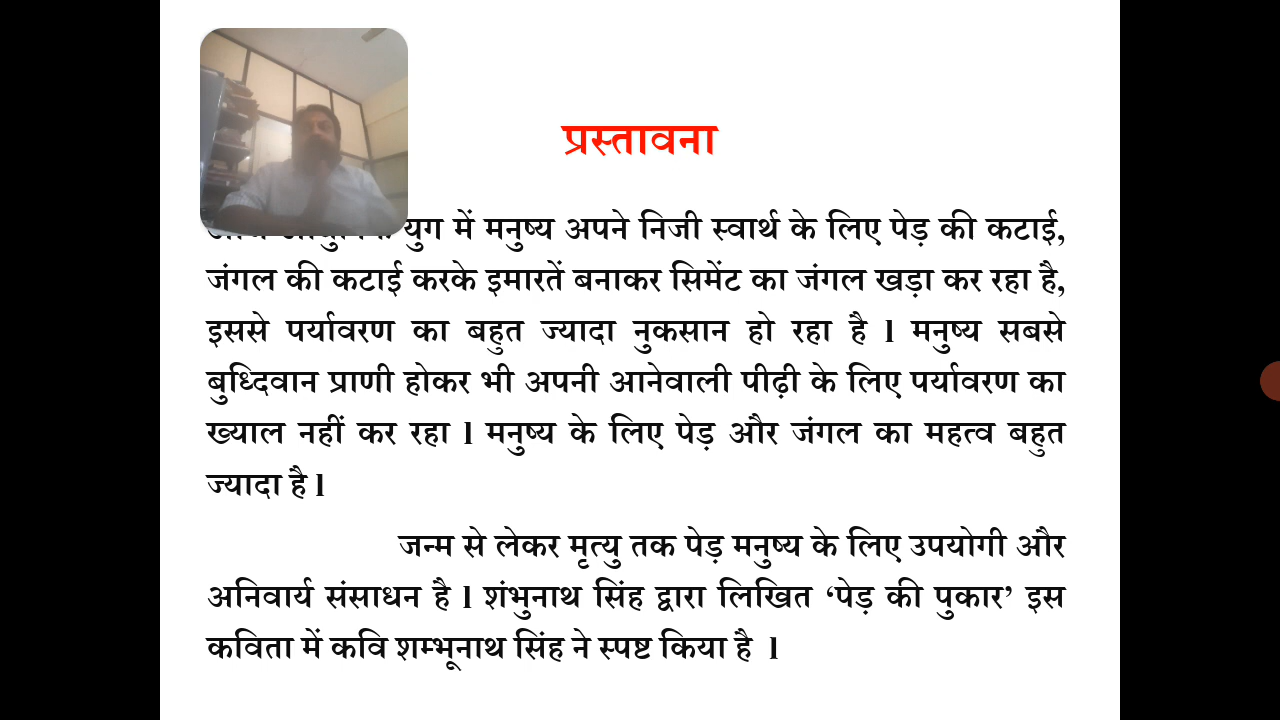 प्रस्तावना
युग में मनुष्य अपने निजी स्वार्थ के लिए पेड़ की कटाई,
जंगल की कटाई करके इमारतें बनाकर सिमेंट का जंगल खड़ा कर रहा है,
इससे पर्यावरण का बहुत ज्यादा नुकसान हो रहा है l मनुष्य सबसे
बुध्दिवान प्राणी होकर भी अपनी आनेवाली पीढ़ी के लिए पर्यावरण का
ख्याल नहीं कर रहा l मनुष्य के लिए पेड़ और जंगल का महत्व बहुत
ज्यादा है l
जन्म से लेकर मृत्यु तक पेड़ मनुष्य के लिए उपयोगी और
अनिवार्य संसाधन है l शंभुनाथ सिंह द्वारा लिखित ‘पेड़ की पुकार’ इस
कविता में कवि शम्भूनाथ सिंह ने स्पष्ट किया है l